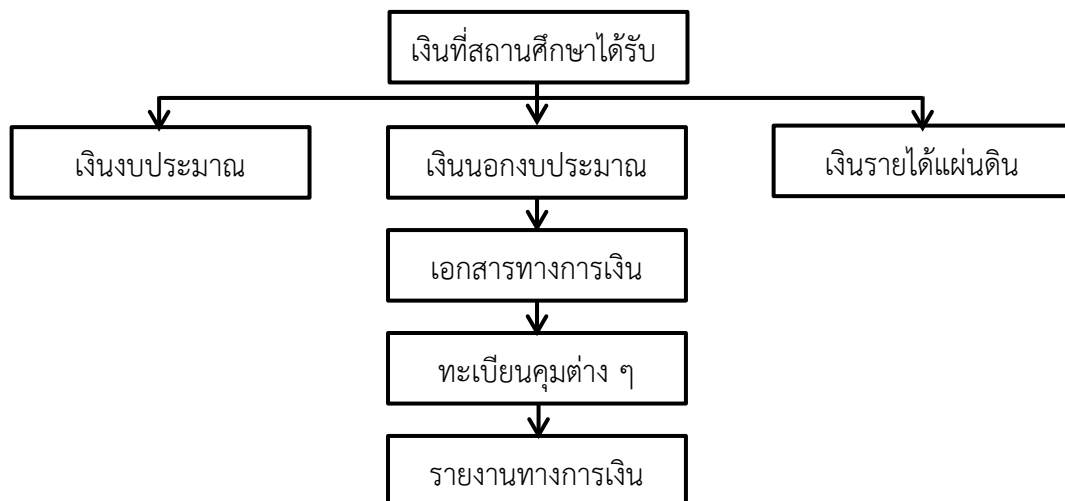 เงินที่สถานศึกษาได้รับ
เงินงบประมาณ
เงินนอกงบประมาณ
เงินรายได้แผ่นดิน
เอกสารทางการเงิน
ทะเบียนคุมต่าง ๆ
รายงานทางการเงิน